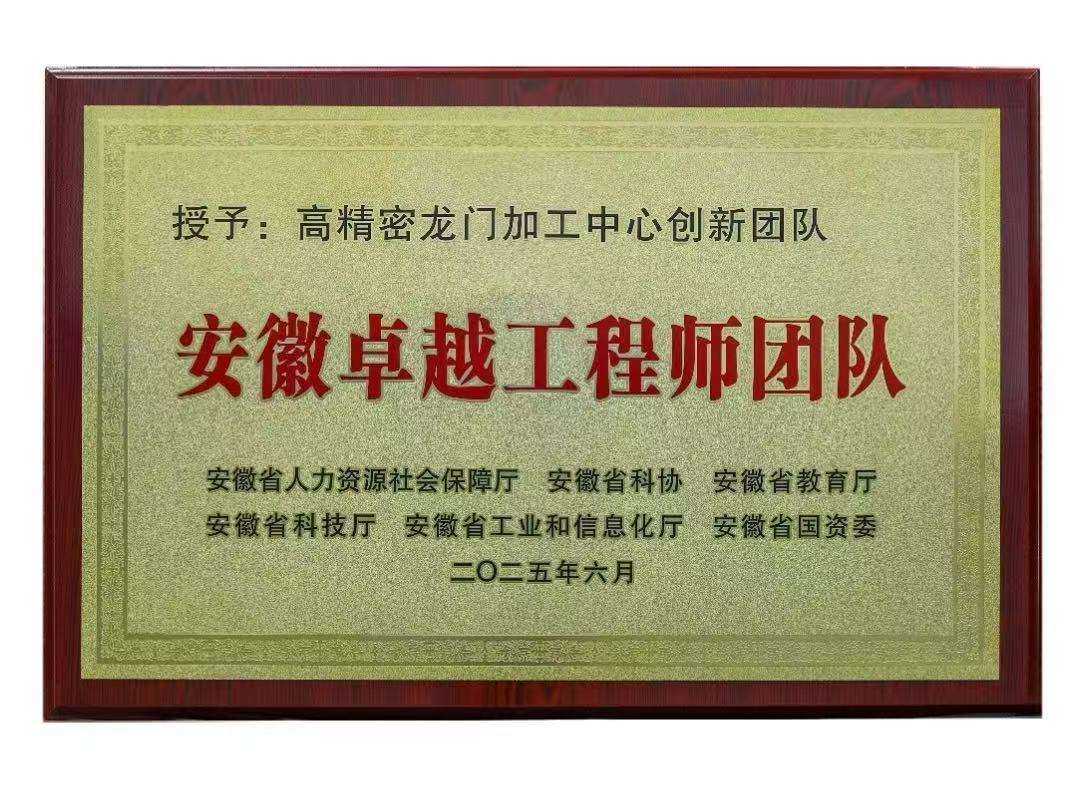 授予：高精密龙门加工中心创新团队
安徽卓越工程师团队
安徽省人力资源社会保障厅 安徽省科协 安徽省教育厅
安徽省科技厅 安徽省工业和信息化厅 安徽省国资委
二〇二五年六月